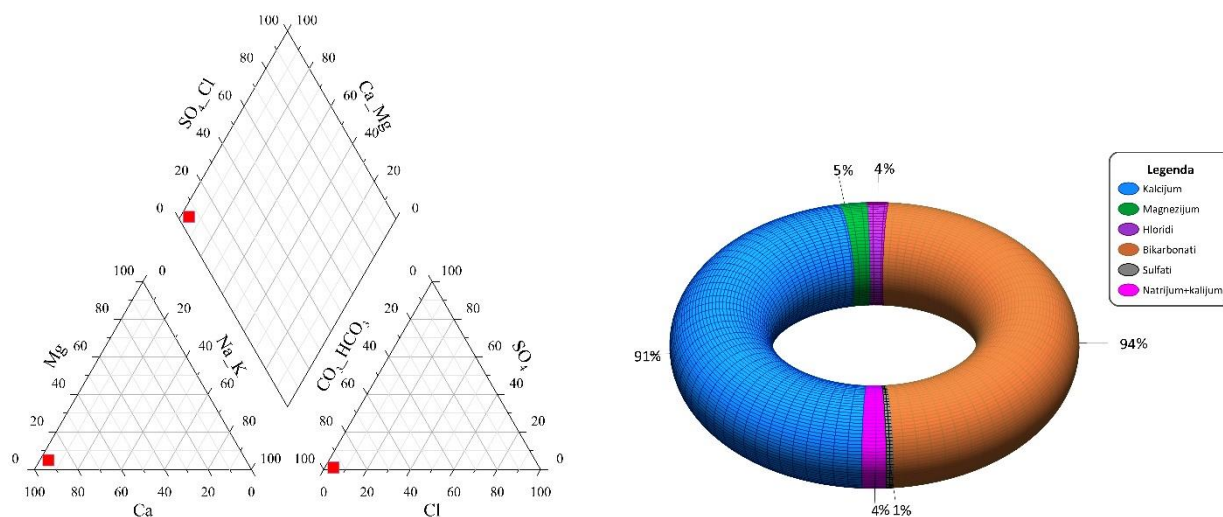 100 100
80 80
SO₄_Cl Ca_Mg
60 60
40 40
20 20
0 0
100 0 0 100
80 20 20 80
Mg Na_K CO₃_HCO₃ SO₄
60 40 40 60
40 60 60 40
20 80 80 20
0 100 100 0
100 80 60 40 20 0 0 20 40 60 80 100
Ca Cl
5% 4%
91% 94%
4% 1%
Legenda
Kalcijum
Magnezijum
Hloridi
Bikarbonati
Sulfati
Natrijum+kalijum